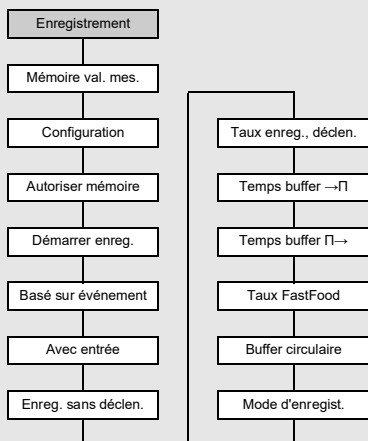 Enregistrement
Mémoire val. mes.
Configuration
Autoriser mémoire
Démarrer enreg.
Basé sur événement
Avec entrée
Enreg. sans déclen.
Taux enreg., déclen.
Temps buffer →Π
Temps buffer Π→
Taux FastFood
Buffer circulaire
Mode d'enregist.